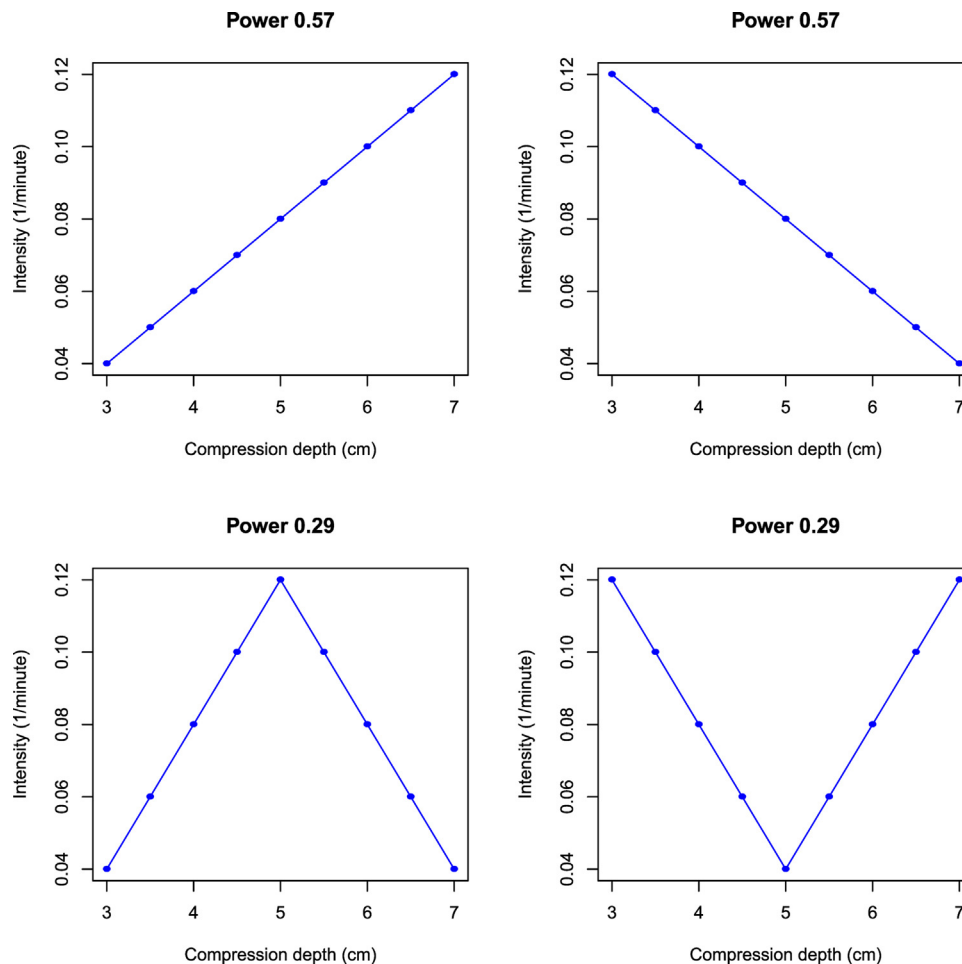 Power 0.57
Intensity (1/minute)
0.12
0.10
0.08
0.06
0.04
3 4 5 6 7
Compression depth (cm)
Power 0.57
Intensity (1/minute)
0.12
0.10
0.08
0.06
0.04
3 4 5 6 7
Compression depth (cm)
Power 0.29
Intensity (1/minute)
0.12
0.10
0.08
0.06
0.04
3 4 5 6 7
Compression depth (cm)
Power 0.29
Intensity (1/minute)
0.12
0.10
0.08
0.06
0.04
3 4 5 6 7
Compression depth (cm)